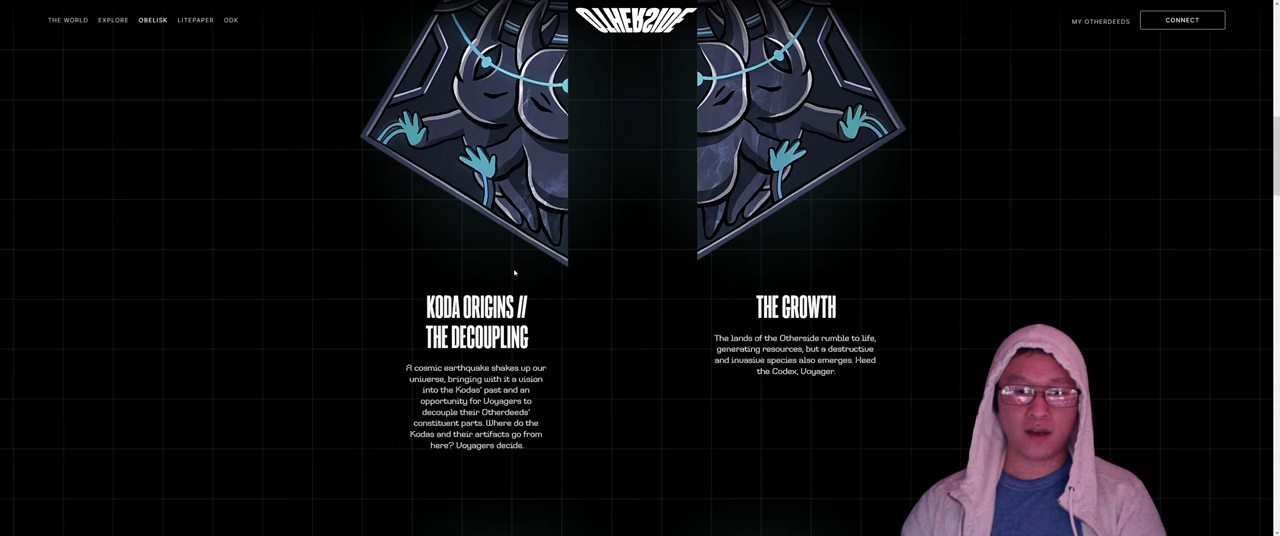 THE WORLD EXPLORE OBELISK LITEPAPER ODK
OTHERSIDE
MY OTHERDEEDS CONNECT
KODA ORIGINS //
THE DECOUPLING
A cosmic earthquake shakes up our
universe, bringing with it a vision
into the Kodas' past and an
opportunity for Voyagers to
decouple their Otherdeeds'
constituent parts. Where do the
Kodas and their artifacts go from
here? Voyagers decide.
THE GROWTH
The lands of the Otherside rumble to life,
generating resources, but a destructive
and invasive species also emerges. Heed
the Codex, Voyager.